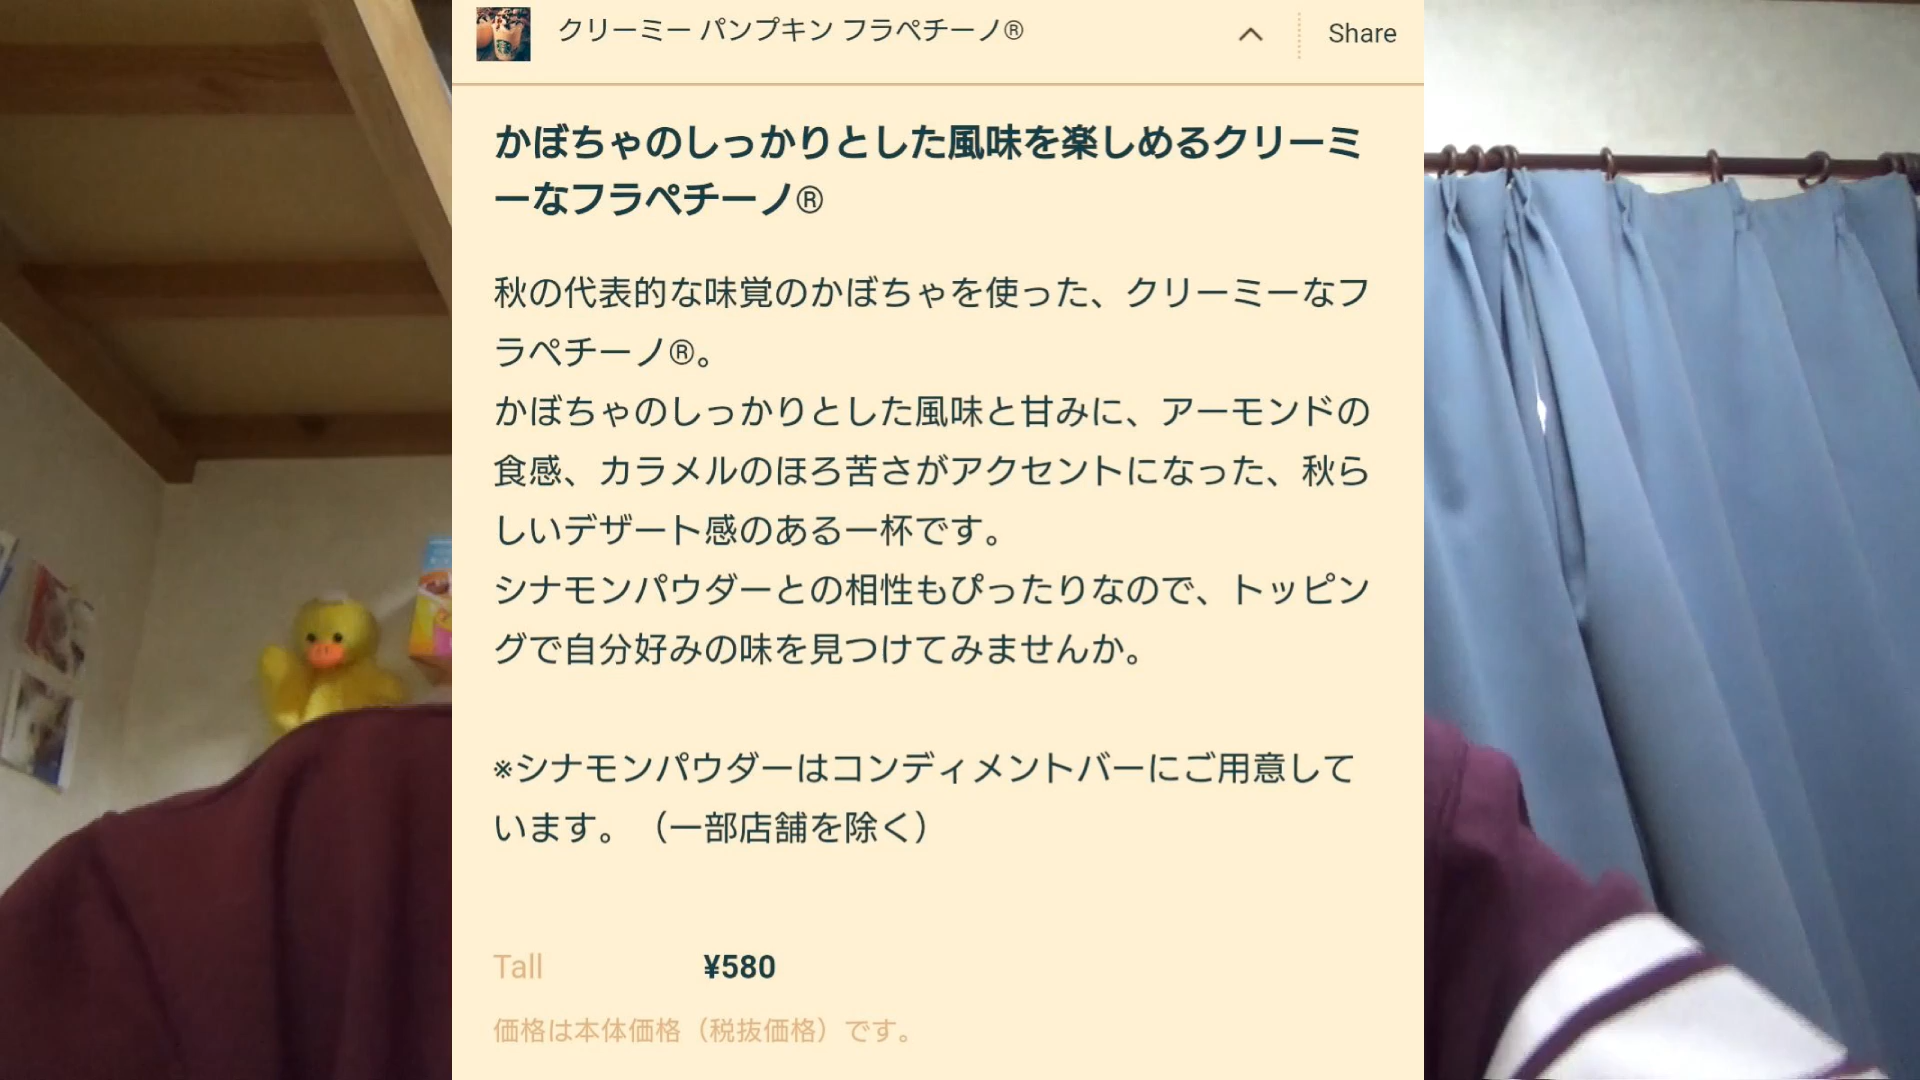 クリーミー パンプキン フラペチーノ®
Share
かぼちゃのしっかりとした風味を楽しめるクリーミ
ーなフラペチーノ®
秋の代表的な味覚のかぼちゃを使った、クリーミーなフ
ラペチーノ®。
かぼちゃのしっかりとした風味と甘みに、アーモンドの
食感、カラメルのほろ苦さがアクセントになった、秋ら
しいデザート感のある一杯です。
シナモンパウダーとの相性もぴったりなので、トッピン
グで自分好みの味を見つけてみませんか。
※シナモンパウダーはコンディメントバーにご用意して
います。（一部店舗を除く）
Tall ¥580
価格は本体価格（税抜価格）です。